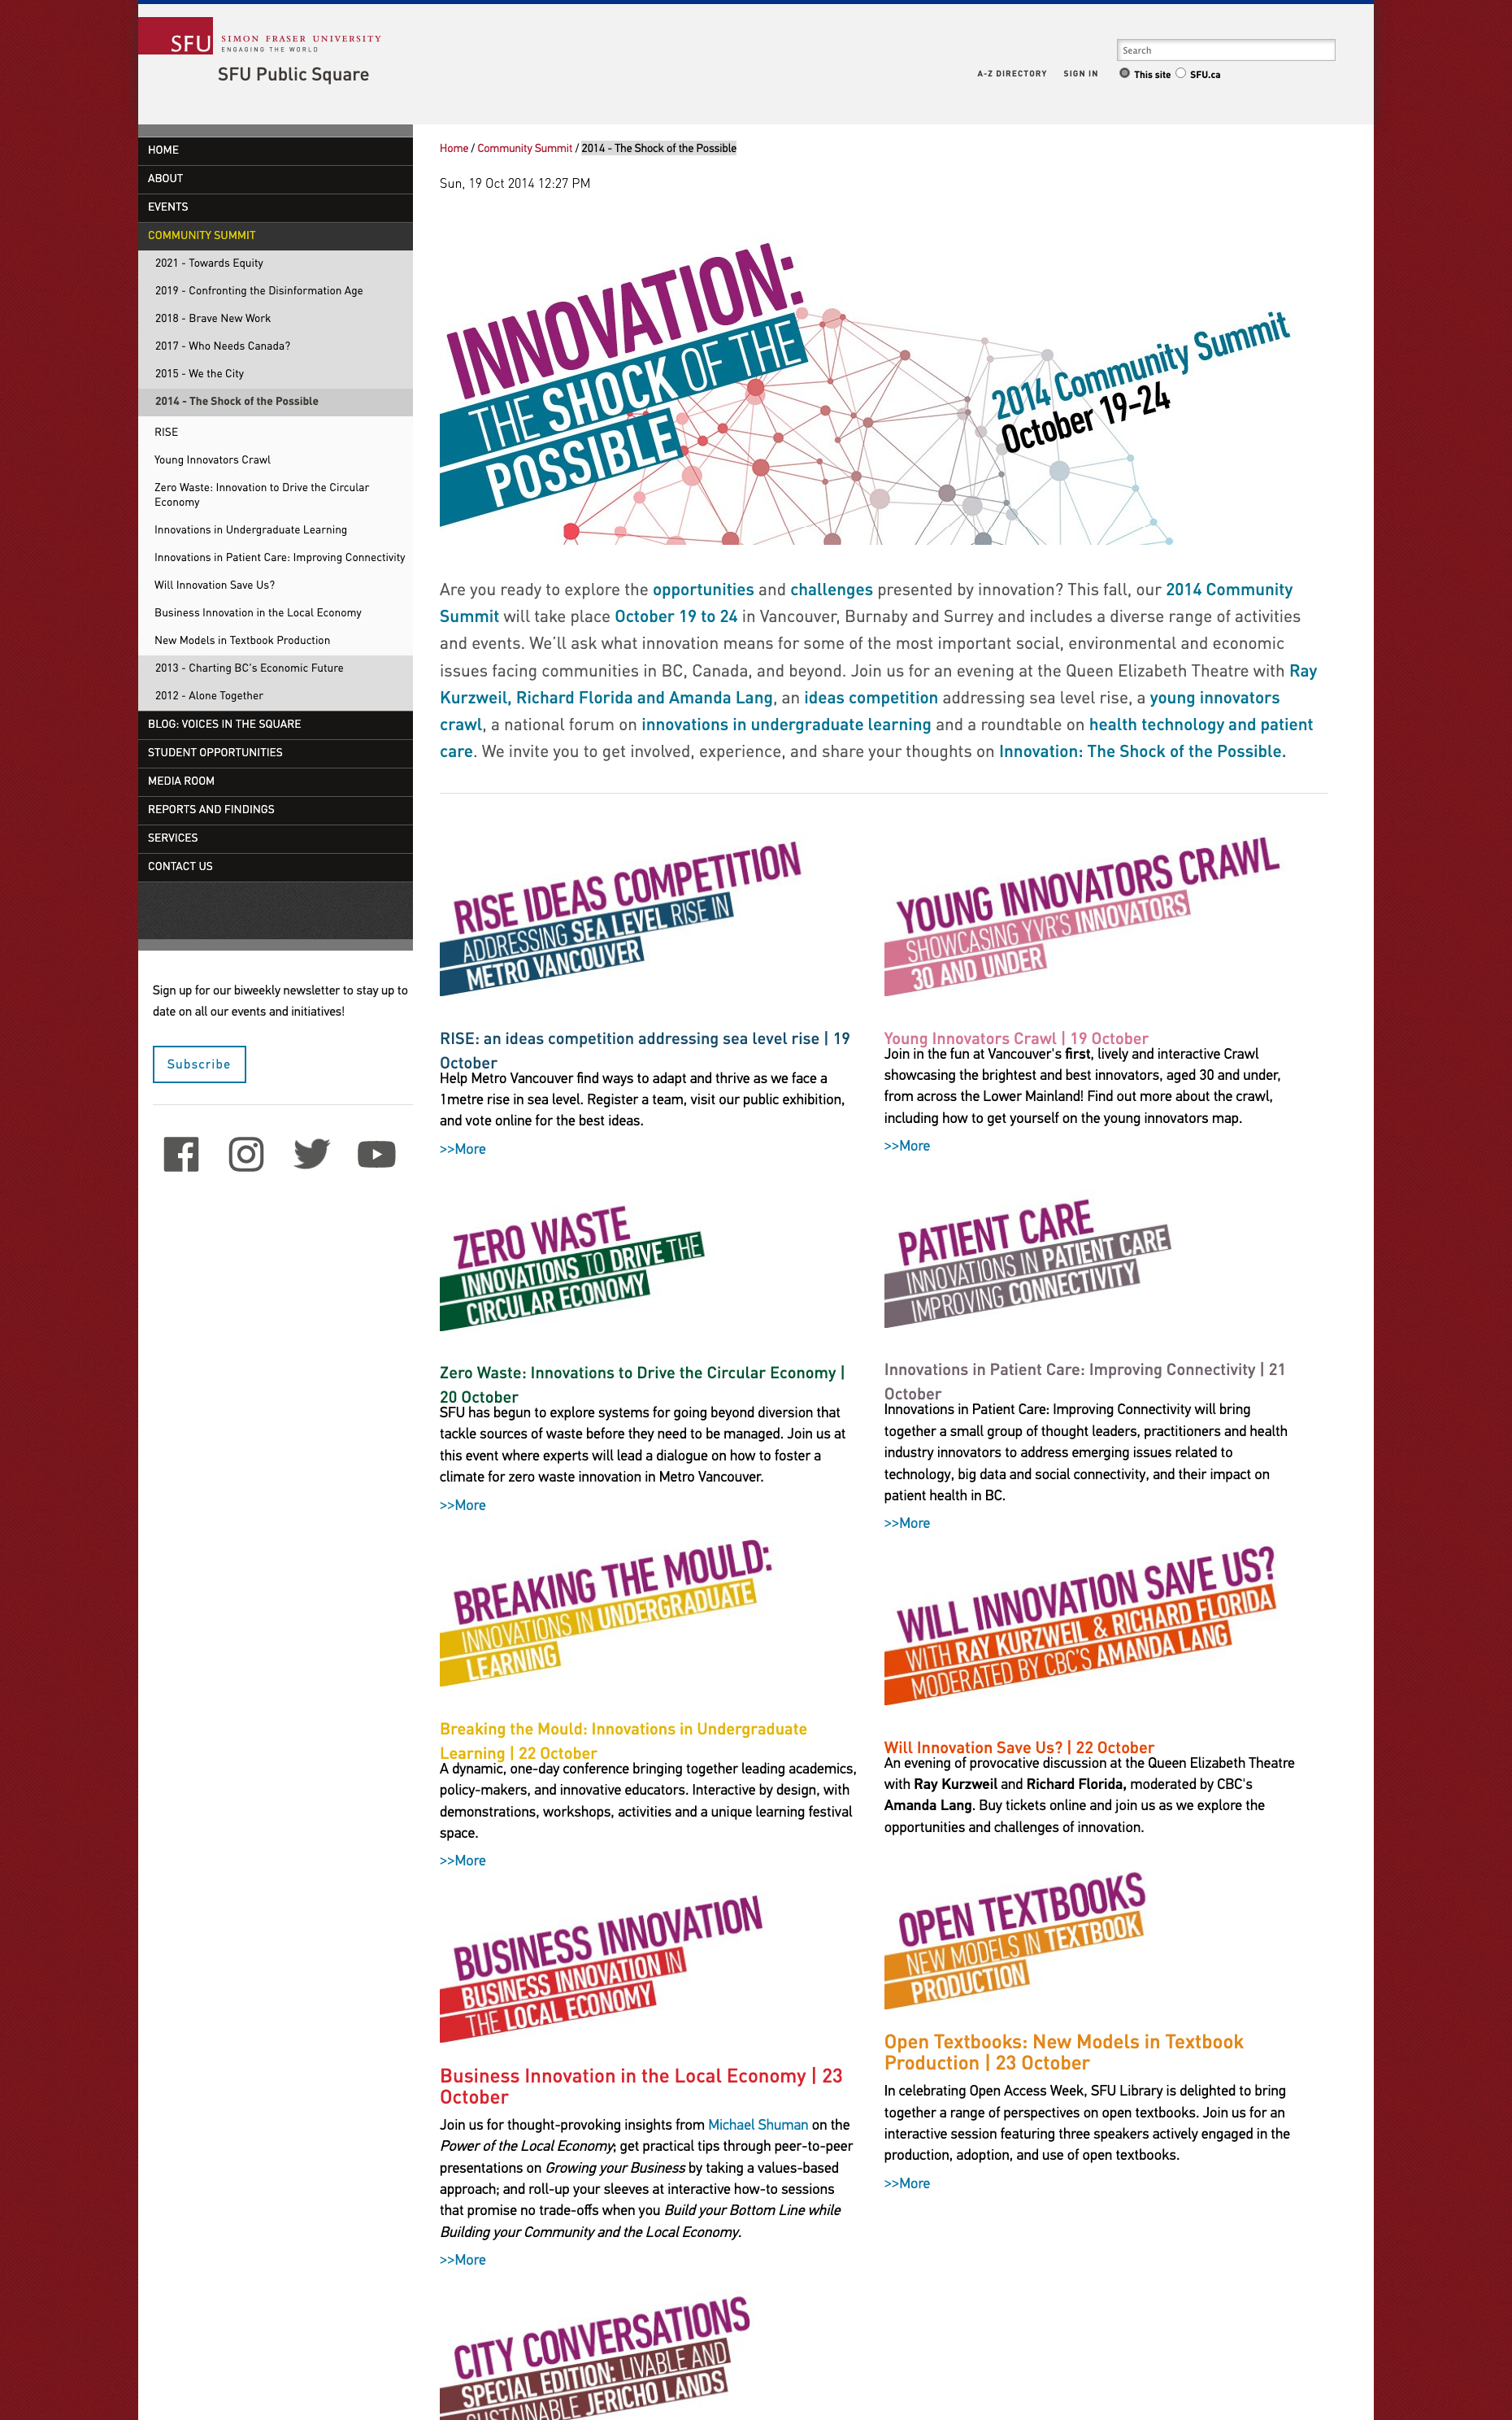 SFU
SIMON FRASER UNIVERSITY
ENGAGING THE WORLD
SFU Public Square
Search
A-Z DIRECTORY
SIGN IN
This site
SFU.ca
HOME
ABOUT
EVENTS
COMMUNITY SUMMIT
2021 - Towards Equity
2019 - Confronting the Disinformation Age
2018 - Brave New Work
2017 - Who Needs Canada?
2015 - We the City
2014 - The Shock of the Possible
RISE
Young Innovators Crawl
Zero Waste: Innovation to Drive the Circular
Economy
Innovations in Undergraduate Learning
Innovations in Patient Care: Improving Connectivity
Will Innovation Save Us?
Business Innovation in the Local Economy
New Models in Textbook Production
2013 - Charting BC's Economic Future
2012 - Alone Together
BLOG: VOICES IN THE SQUARE
STUDENT OPPORTUNITIES
MEDIA ROOM
REPORTS AND FINDINGS
SERVICES
CONTACT US
Sign up for our biweekly newsletter to stay up to
date on all our events and initiatives!
Subscribe
Home / Community Summit / 2014 - The Shock of the Possible
Sun, 19 Oct 2014 12:27 PM
INNOVATION:
THE SHOCK OF THE
POSSIBLE
2014 Community Summit
October 19–24
Are you ready to explore the opportunities and challenges presented by innovation? This fall, our 2014 Community
Summit will take place October 19 to 24 in Vancouver, Burnaby and Surrey and includes a diverse range of activities
and events. We'll ask what innovation means for some of the most important social, environmental and economic
issues facing communities in BC, Canada, and beyond. Join us for an evening at the Queen Elizabeth Theatre with Ray
Kurzweil, Richard Florida and Amanda Lang, an ideas competition addressing sea level rise, a young innovators
crawl, a national forum on innovations in undergraduate learning and a roundtable on health technology and patient
care. We invite you to get involved, experience, and share your thoughts on Innovation: The Shock of the Possible.
RISE IDEAS COMPETITION
ADDRESSING SEA LEVEL RISE IN
METRO VANCOUVER
RISE: an ideas competition addressing sea level rise | 19
October
Help Metro Vancouver find ways to adapt and thrive as we face a
1metre rise in sea level. Register a team, visit our public exhibition,
and vote online for the best ideas.
>>More
YOUNG INNOVATORS CRAWL
SHOWCASING YVR'S INNOVATORS
30 AND UNDER
Young Innovators Crawl | 19 October
Join in the fun at Vancouver's first, lively and interactive Crawl
showcasing the brightest and best innovators, aged 30 and under,
from across the Lower Mainland! Find out more about the crawl,
including how to get yourself on the young innovators map.
>>More
ZERO WASTE
INNOVATIONS TO DRIVE THE
CIRCULAR ECONOMY
Zero Waste: Innovations to Drive the Circular Economy |
20 October
SFU has begun to explore systems for going beyond diversion that
tackle sources of waste before they need to be managed. Join us at
this event where experts will lead a dialogue on how to foster a
climate for zero waste innovation in Metro Vancouver.
>>More
PATIENT CARE
INNOVATIONS IN PATIENT CARE
IMPROVING CONNECTIVITY
Innovations in Patient Care: Improving Connectivity | 21
October
Innovations in Patient Care: Improving Connectivity will bring
together a small group of thought leaders, practitioners and health
industry innovators to address emerging issues related to
technology, big data and social connectivity, and their impact on
patient health in BC.
>>More
BREAKING THE MOULD:
INNOVATIONS IN UNDERGRADUATE
LEARNING
Breaking the Mould: Innovations in Undergraduate
Learning | 22 October
A dynamic, one-day conference bringing together leading academics,
policy-makers, and innovative educators. Interactive by design, with
demonstrations, workshops, activities and a unique learning festival
space.
>>More
WILL INNOVATION SAVE US?
WITH RAY KURZWEIL & RICHARD FLORIDA
MODERATED BY CBC'S AMANDA LANG
Will Innovation Save Us? | 22 October
An evening of provocative discussion at the Queen Elizabeth Theatre
with Ray Kurzweil and Richard Florida, moderated by CBC's
Amanda Lang. Buy tickets online and join us as we explore the
opportunities and challenges of innovation.
BUSINESS INNOVATION
BUSINESS INNOVATION IN
THE LOCAL ECONOMY
Business Innovation in the Local Economy | 23
October
Join us for thought-provoking insights from Michael Shuman on the
Power of the Local Economy; get practical tips through peer-to-peer
presentations on Growing your Business by taking a values-based
approach; and roll-up your sleeves at interactive how-to sessions
that promise no trade-offs when you Build your Bottom Line while
Building your Community and the Local Economy.
>>More
OPEN TEXTBOOKS
NEW MODELS IN TEXTBOOK
PRODUCTION
Open Textbooks: New Models in Textbook
Production | 23 October
In celebrating Open Access Week, SFU Library is delighted to bring
together a range of perspectives on open textbooks. Join us for an
interactive session featuring three speakers actively engaged in the
production, adoption, and use of open textbooks.
>>More
CITY CONVERSATIONS
SPECIAL EDITION: LIVABLE AND
SUSTAINABLE JERICHO LANDS